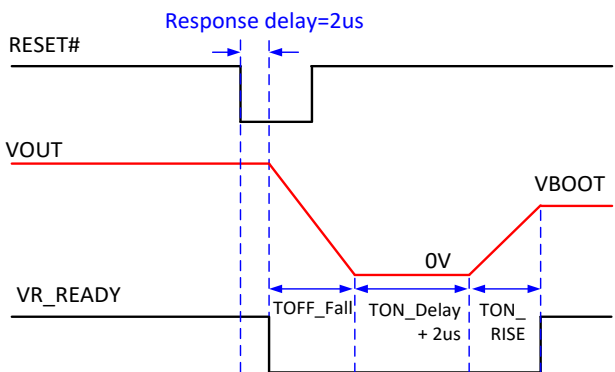 Response delay=2us
RESET#
VOUT
VBOOT
0V
VR_READY
TOFF_Fall
TON_Delay
+ 2us
TON_
RISE